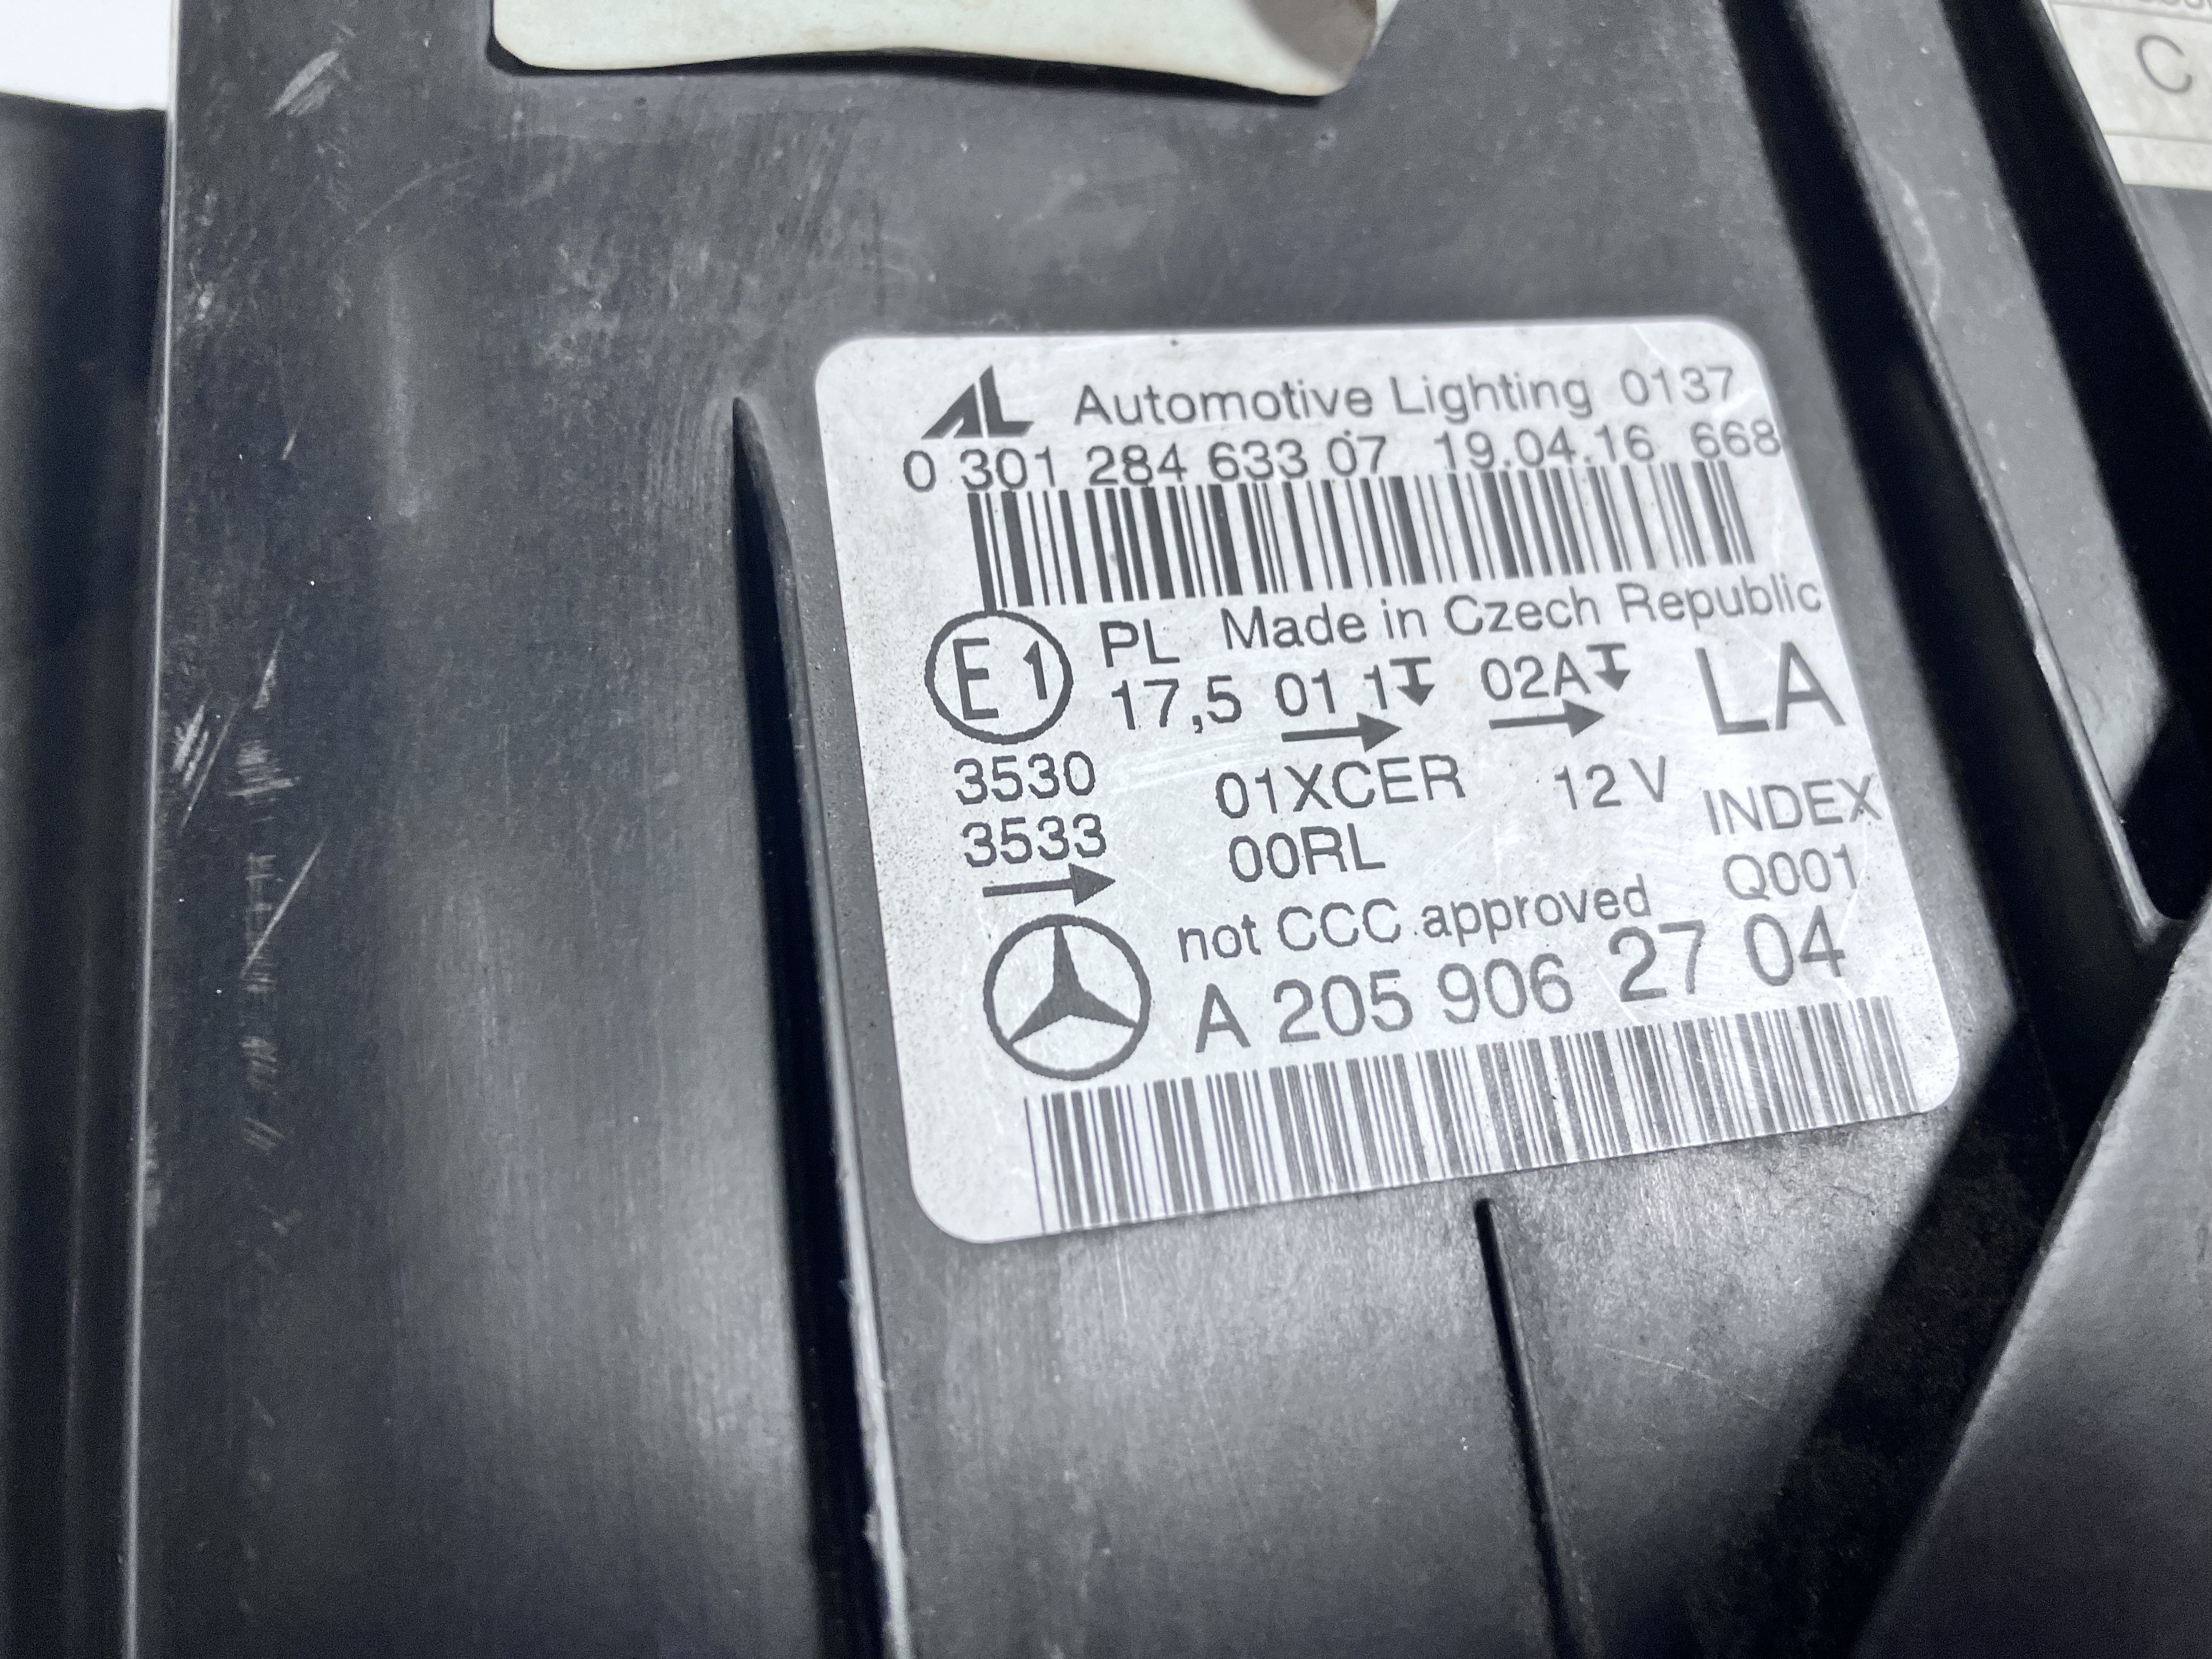 C
AL Automotive Lighting 0137
0 301 284 633 07 19.04.16 668
E1 PL Made in Czech Republic
17,5 01 1 02A LA
3530 01XCER 12 V INDEX
3533 00RL Q001
not CCC approved
A 205 906 27 04